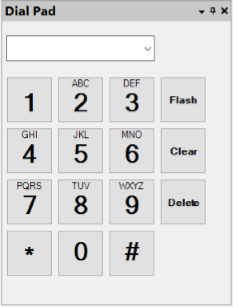 Dial Pad
ABC DEF
1 2 3 Flash
GHI JKL MNO
4 5 6 Clear
PQRS TUV WXYZ
7 8 9 Delete
* 0 #